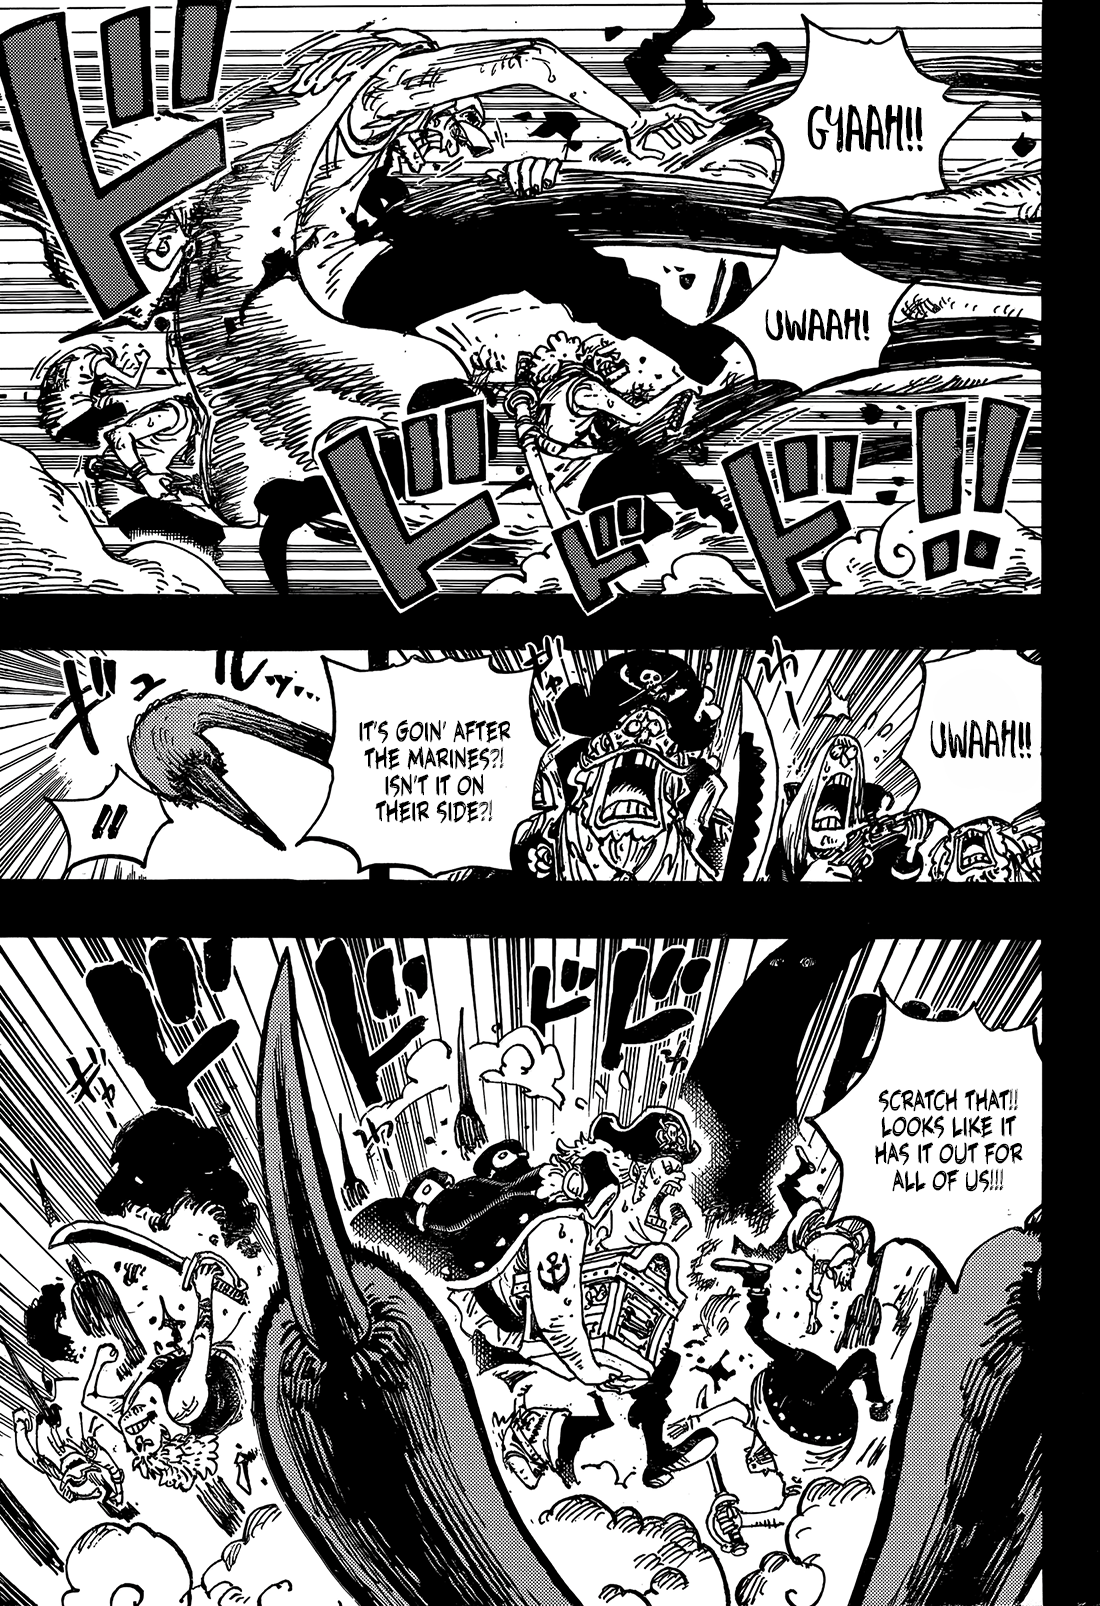 GYAAH!!
UWAAH!
ドドドドド!!
UWAAH!!
IT'S GOIN' AFTER
THE MARINES?!
ISN'T IT ON
THEIR SIDE?!
!!
SCRATCH THAT!!
LOOKS LIKE IT
HAS IT OUT FOR
ALL OF US!!!
ドドドド